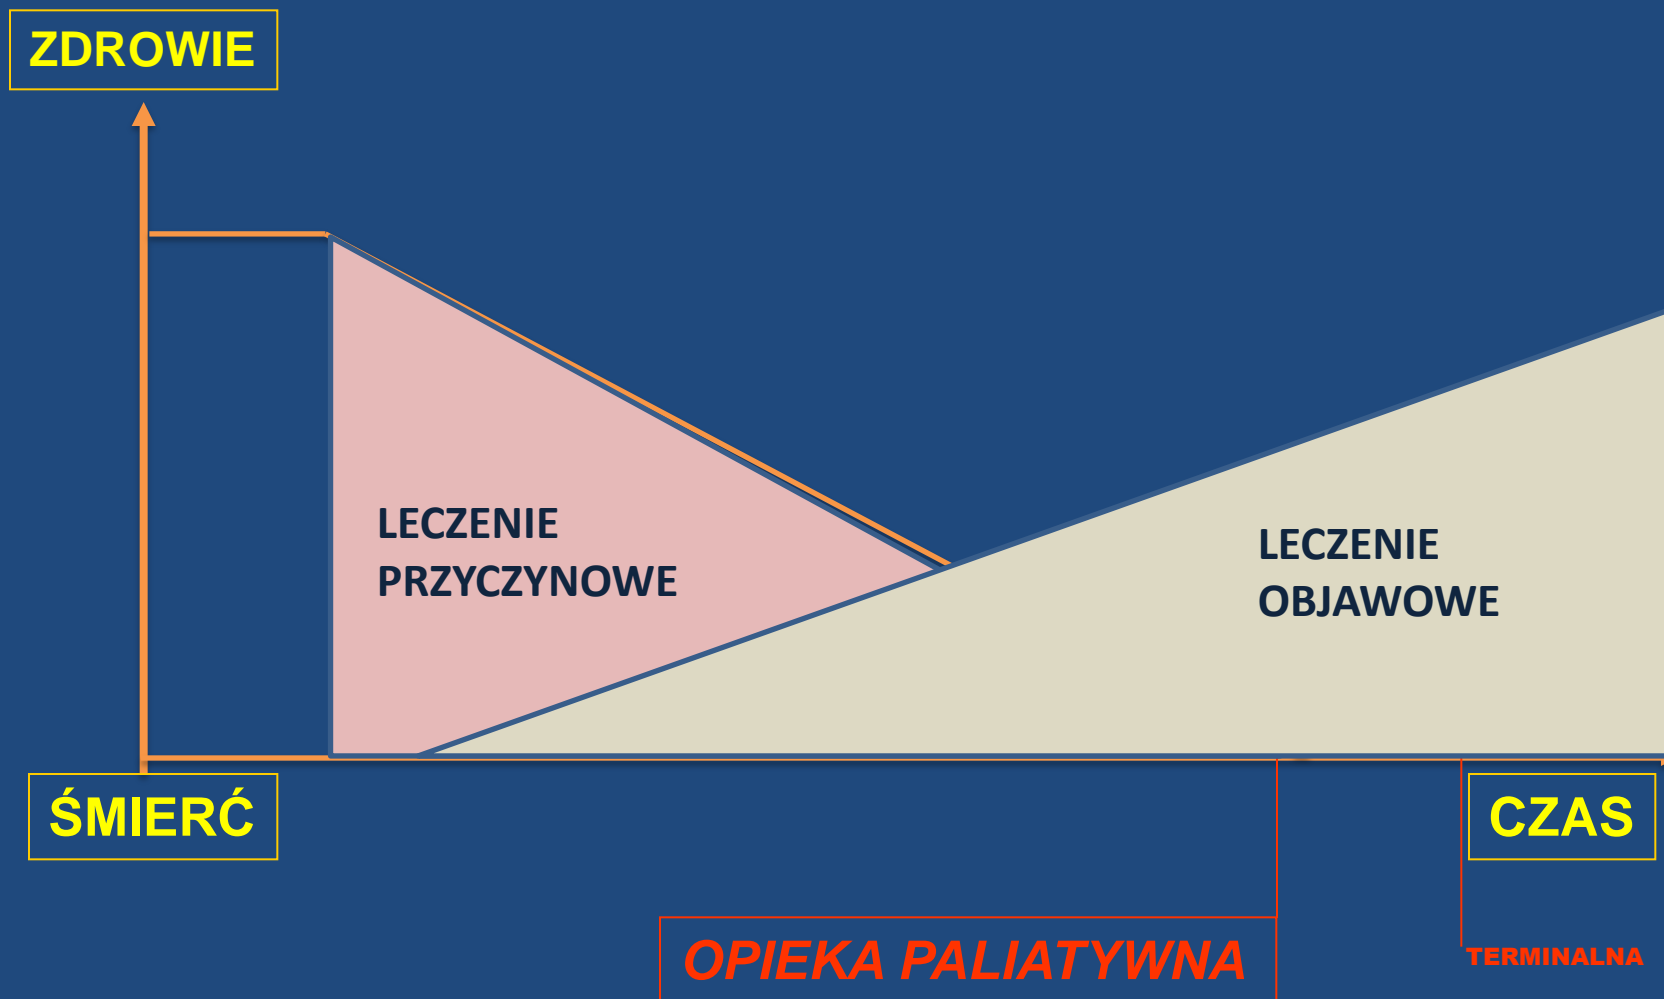 ZDROWIE
LECZENIE
PRZYCZYNOWE
LECZENIE
OBJAWOWE
ŚMIERĆ
CZAS
OPIEKA PALIATYWNA
TERMINALNA